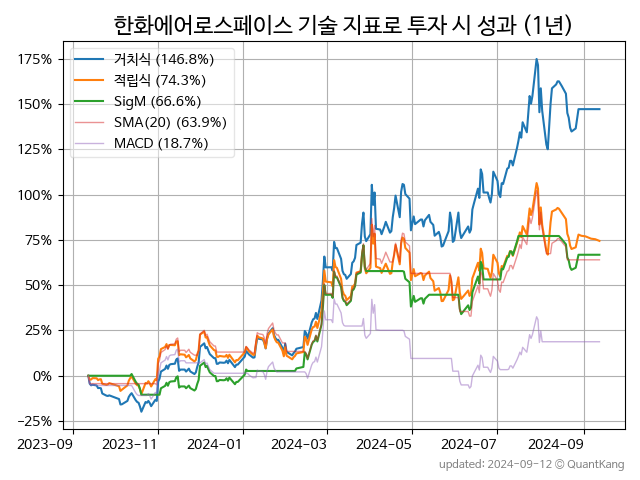 한화에어로스페이스 기술 지표로 투자 시 성과 (1년)
175%
150%
125%
100%
75%
50%
25%
0%
−25%
거치식 (146.8%)
적립식 (74.3%)
SigM (66.6%)
SMA(20) (63.9%)
MACD (18.7%)
2023-09
2023-11
2024-01
2024-03
2024-05
2024-07
2024-09
updated: 2024-09-12 © QuantKang